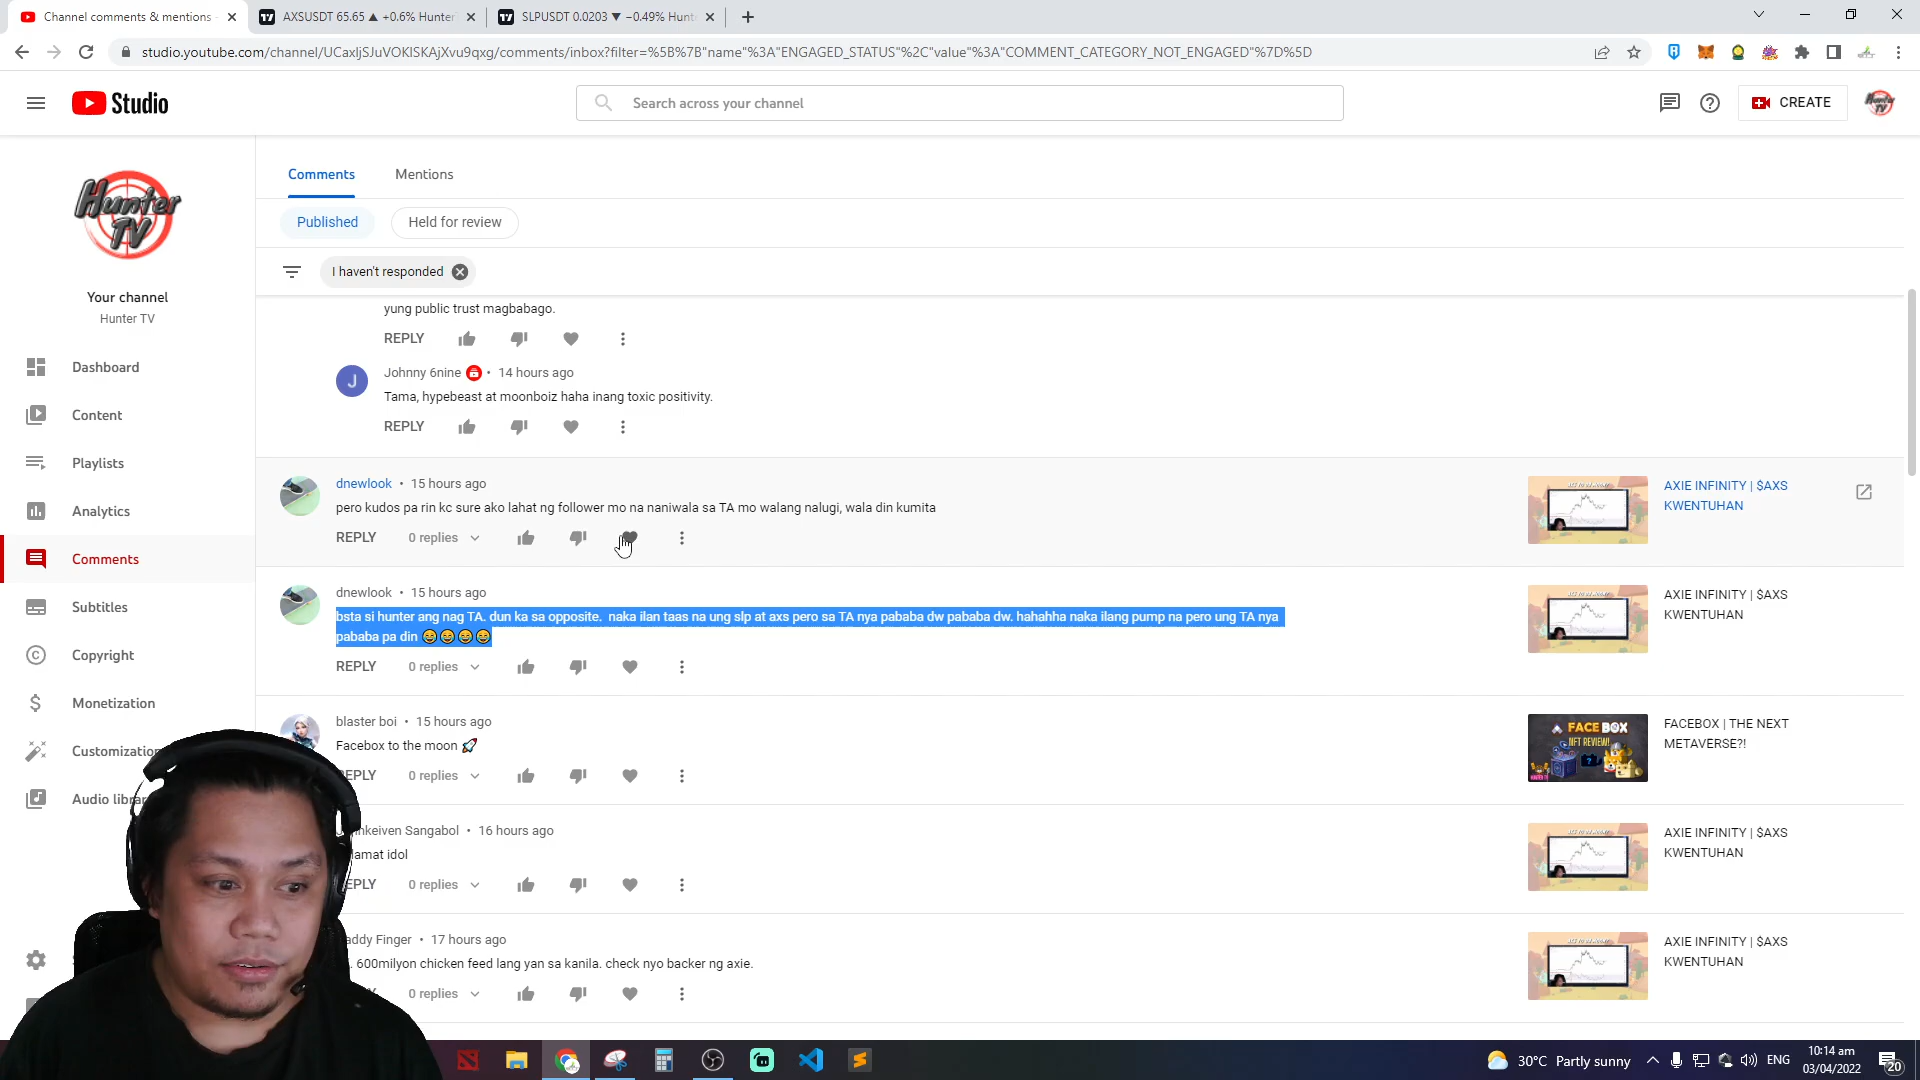 Channel comments & mentions
AXSUSDT 65.65 ▲ +0.6% Hunter
SLPUSDT 0.0203 ▼ −0.49% Hunt
studio.youtube.com/channel/UCaxljSJuVOKISKAjXvu9qxg/comments/inbox?filter=%5B%7B"name"%3A"ENGAGED_STATUS"%2C"value"%3A"COMMENT_CATEGORY_NOT_ENGAGED"%7D%5D
Studio
Search across your channel
CREATE
Hunter TV
Your channel
Hunter TV
Dashboard
Content
Playlists
Analytics
Comments
Subtitles
Copyright
Monetization
Customization
Audio librar
Comments
Mentions
Published
Held for review
I haven't responded
yung public trust magbabago.
REPLY
Johnny 6nine • 14 hours ago
Tama, hypebeast at moonboiz haha inang toxic positivity.
REPLY
dnewlook • 15 hours ago
pero kudos pa rin kc sure ako lahat ng follower mo na naniwala sa TA mo walang nalugi, wala din kumita
REPLY 0 replies
AXIE INFINITY | $AXS
KWENTUHAN
dnewlook • 15 hours ago
bsta si hunter ang nag TA. dun ka sa opposite. naka ilan taas na ung slp at axs pero sa TA nya pababa dw pababa dw. hahahha naka ilang pump na pero ung TA nya
pababa pa din 😂😂😂😂
REPLY 0 replies
AXIE INFINITY | $AXS
KWENTUHAN
blaster boi • 15 hours ago
Facebox to the moon 🚀
EPLY 0 replies
FACE BOX
NFT REVIEW!
FACEBOX | THE NEXT
METAVERSE?!
nkeiven Sangabol • 16 hours ago
lamat idol
EPLY 0 replies
AXIE INFINITY | $AXS
KWENTUHAN
addy Finger • 17 hours ago
. 600milyon chicken feed lang yan sa kanila. check nyo backer ng axie.
Y 0 replies
AXIE INFINITY | $AXS
KWENTUHAN
30°C Partly sunny
ENG
10:14 am
03/04/2022
20